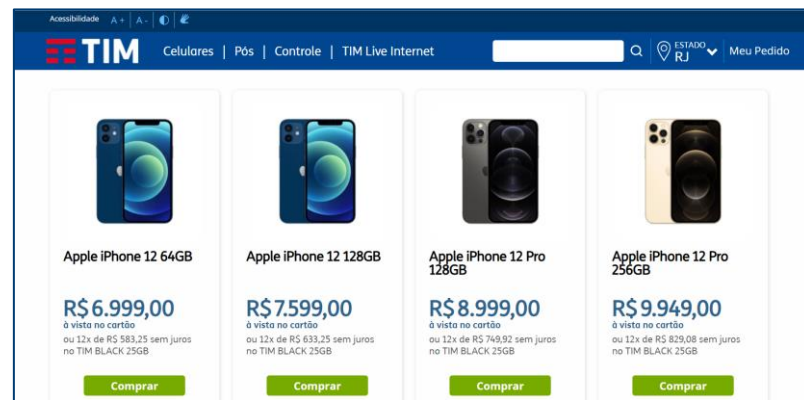 Acessibilidade A+ | A- |
TIM Celulares | Pós | Controle | TIM Live Internet ESTADO RJ Meu Pedido
Apple iPhone 12 64GB
R$6.999,00
à vista no cartão
ou 12x de R$ 583,25 sem juros
no TIM BLACK 25GB
Comprar
Apple iPhone 12 128GB
R$7.599,00
à vista no cartão
ou 12x de R$ 633,25 sem juros
no TIM BLACK 25GB
Comprar
Apple iPhone 12 Pro
128GB
R$8.999,00
à vista no cartão
ou 12x de R$ 749,92 sem juros
no TIM BLACK 25GB
Comprar
Apple iPhone 12 Pro
256GB
R$9.949,00
à vista no cartão
ou 12x de R$ 829,08 sem juros
no TIM BLACK 25GB
Comprar